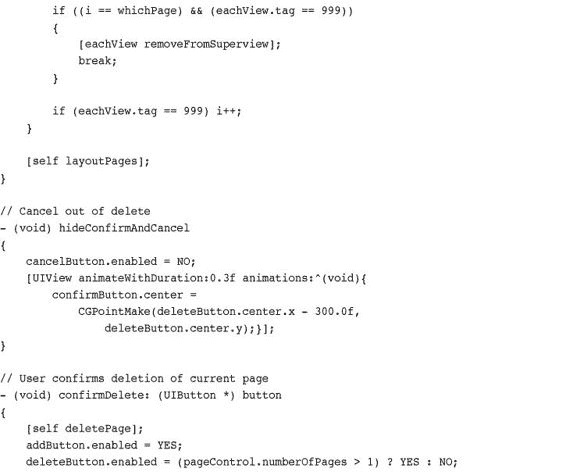 if ((i == whichPage) && (eachView.tag == 999))
{
[eachView removeFromSuperview];
break;
}
if (eachView.tag == 999) i++;
}
[self layoutPages];
}
// Cancel out of delete
- (void) hideConfirmAndCancel
{
cancelButton.enabled = NO;
[UIView animateWithDuration:0.3f animations:^(void){
confirmButton.center =
CGPointMake(deleteButton.center.x - 300.0f,
deleteButton.center.y);}];
}
// User confirms deletion of current page
- (void) confirmDelete: (UIButton *) button
{
[self deletePage];
addButton.enabled = YES;
deleteButton.enabled = (pageControl.numberOfPages > 1) ? YES : NO;